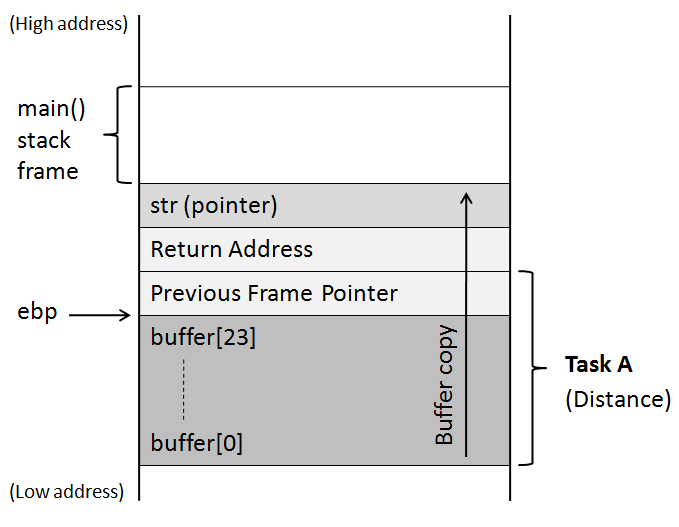 (High address)
main()
stack
frame
str (pointer)
Return Address
Previous Frame Pointer
ebp
buffer[23]
buffer[0]
Buffer copy
Task A
(Distance)
(Low address)